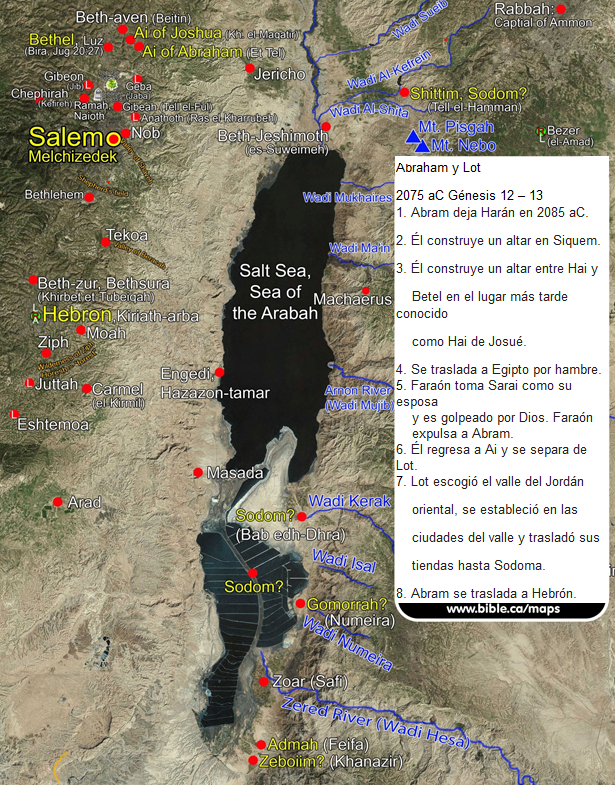 Beth-aven (Beitin)
Ai of Joshua (Kh. el-Maqatir)
Bethel, Luz
(Bira, Jug 20:27)
Ai of Abraham (Et Tel)
Jericho
Gibeon
(Jib)
Geba
(Jaba)
Chephirah
(Kefireh)
Ramah,
Naioth
Gibeah (Tell el-Ful)
Anathoth (Ras el-Kharrubeh)
Salem
Melchizedek
Nob
Beth-Jeshimoth
(es-Suweimeh)
Wadi Sueib
Rabbah:
Captial of Ammon
Wadi Al-Kefrein
Shittim, Sodom?
(Tell-el-Hamman)
Wadi Al-Shita
Mt. Pisgah
Mt. Nebo
Bezer
(el-Amad)
Bethlehem
Tekoa
Wadi Mukhaires
Wadi Ma'in
Salt Sea,
Sea of
the Arabah
Machaerus
Beth-zur, Bethsura
(Khirbet et-Tubeiqah)
Hebron, Kiriath-arba
Moah
Ziph
Juttah
Carmel
(el-Kirmil)
Eshtemoa
Engedi,
Hazazon-tamar
Arnon River
(Wadi Mujib)
Masada
Arad
Sodom?
(Bab edh-Dhra)
Wadi Kerak
Wadi Isal
Sodom?
Gomorrah?
(Numeira)
Wadi Numeira
Zoar (Safi)
Zered River (Wadi Hesa)
Admah (Feifa)
Zeboiim? (Khanazir)
Abraham y Lot
2075 aC Génesis 12 – 13
1. Abram deja Harán en 2085 aC.
2. Él construye un altar en Siquem.
3. Él construye un altar entre Hai y
Betel en el lugar más tarde
conocido
como Hai de Josué.
4. Se traslada a Egipto por hambre.
5. Faraón toma Sarai como su
esposa
y es golpeado por Dios. Faraón
expulsa a Abram.
6. Él regresa a Ai y se separa de
Lot.
7. Lot escogió el valle del Jordán
oriental, se estableció en las
ciudades del valle y trasladó sus
tiendas hasta Sodoma.
8. Abram se traslada a Hebrón.
www.bible.ca/maps